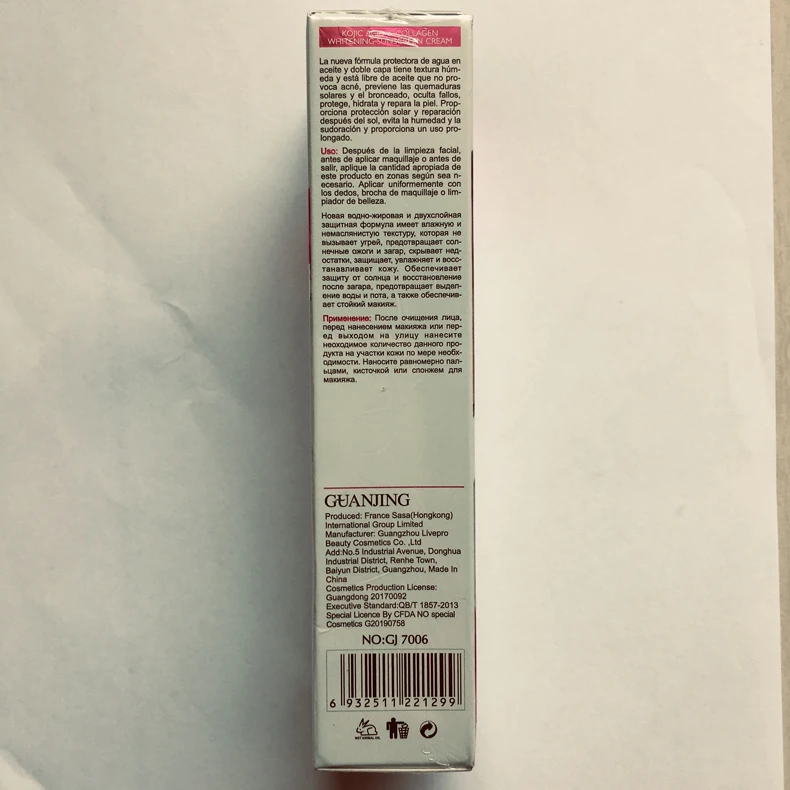 KOJIC ACID & COLLAGEN
WHITENING SUNSCREEN CREAM
La nueva fórmula protectora de agua en
aceite y doble capa tiene textura húm-
eda y está libre de aceite que no pro-
voca acné, previene las quemaduras
solares y el bronceado, oculta fallos,
protege, hidrata y repara la piel. Prop-
orciona protección solar y reparación
después del sol, evita la humedad y la
sudoración y proporciona un uso pro-
longado.
Uso: Después de la limpieza facial,
antes de aplicar maquillaje o antes de
salir, aplique la cantidad apropiada de
este producto en zonas según sea n-
ecesario. Aplicar uniformemente con
los dedos, brocha de maquillaje o lim-
piador de belleza.
Новая водно-жировая и двухслойная
защитная формула имеет влажную и
немаслянистую текстуру, которая не
вызывает угрей, предотвращает сол-
нечные ожоги и загар, скрывает нед-
остатки, защищает, увлажняет и восс-
танавливает кожу. Обеспечивает
защиту от солнца и восстановление
после загара, предотвращает выдел-
ение воды и пота, а также обеспечив-
ает стойкий макияж.
Применение: После очищения лица,
перед нанесением макияжа или пер-
ед выходом на улицу нанесите
неоходимое количество данного про-
дукта на участки кожи по мере необх-
одимости. Наносите равномерно пал-
ьцами, кисточкой или спонжем для
макияжа.
GUANJING
Produced: France Sasa(Hongkong)
International Group Limited
Manufacturer: Guangzhou Livepro
Beauty Cosmetics Co. ,Ltd
Add:No.5 Industrial Avenue, Donghua
Industrial District, Renhe Town,
Baiyun District, Guangzhou, Made In
China
Cosmetics Production License:
Guangdong 20170092
Executive Standard:QB/T 1857-2013
Special Licence By CFDA NO special
Cosmetics G20190758
NO:GJ 7006
6 932511 221299